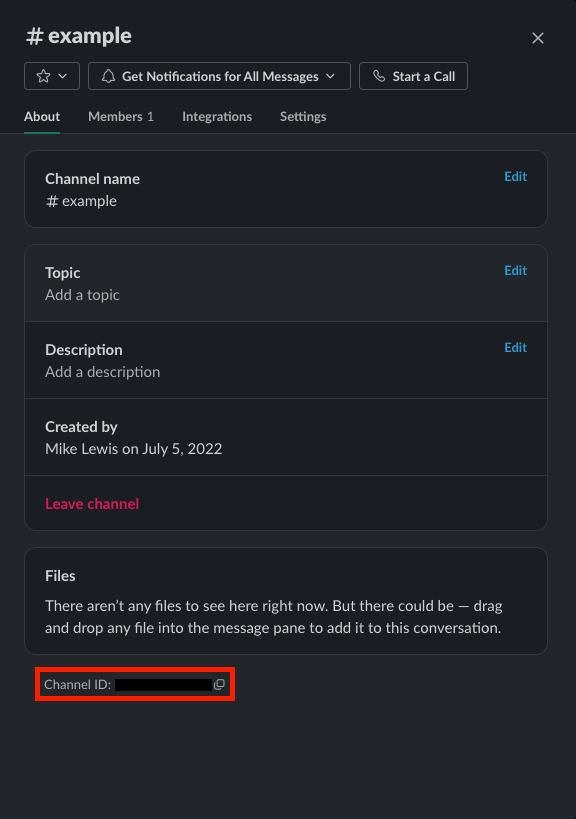 # example
Get Notifications for All Messages
Start a Call
About
Members 1
Integrations
Settings
Channel name
Edit
# example
Topic
Edit
Add a topic
Description
Edit
Add a description
Created by
Mike Lewis on July 5, 2022
Leave channel
Files
There aren’t any files to see here right now. But there could be — drag
and drop any file into the message pane to add it to this conversation.
Channel ID: